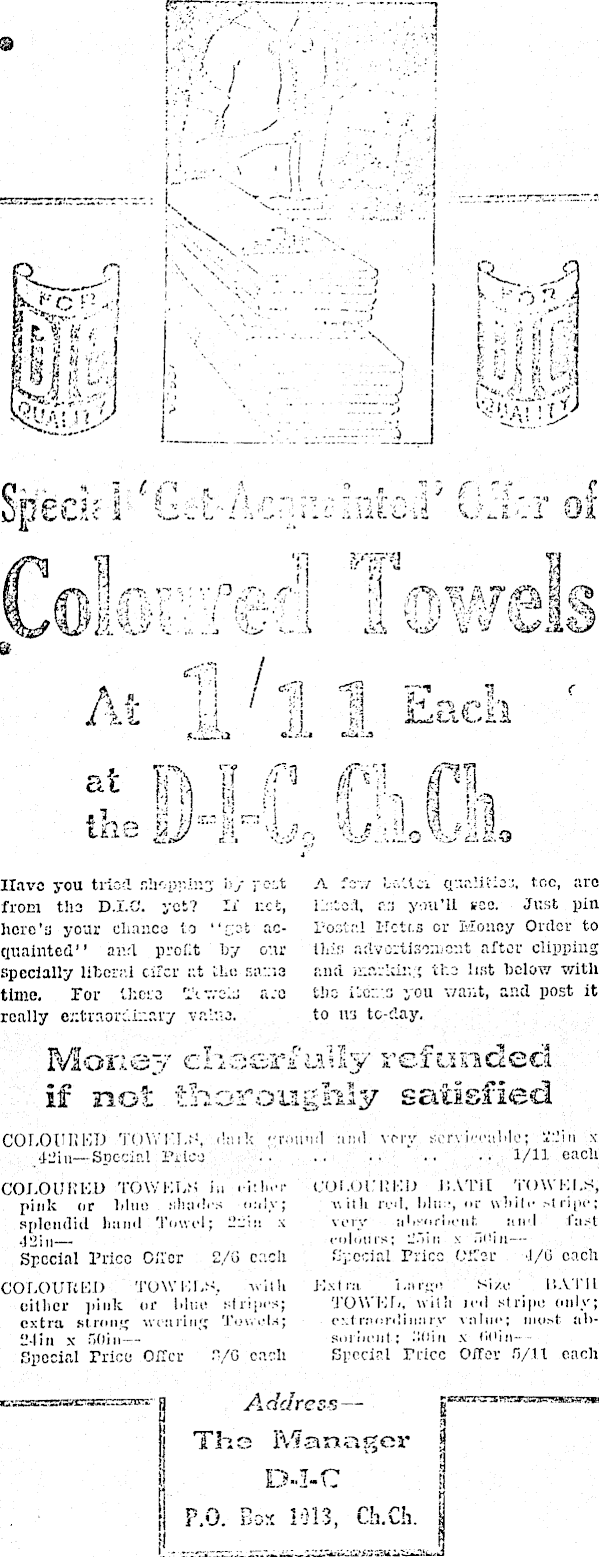 FOR
DIC
QUALITY
FOR
DIC
QUALITY
Special 'Get-Acquainted' Offer of
Coloured Towels
At 1/11 Each
at
the D-I-C, Ch.Ch.
Have you tried shopping by post
from the D.I.C. yet? If not,
here's your chance to "get ac-
quainted" and profit by our
specially liberal offer at the same
time. For these Towels are
really extraordinary value.
A few better qualities, too, are
listed, as you'll see. Just pin
Postal Notes or Money Order to
this advertisement after clipping
and marking the list below with
the items you want, and post it
to us to-day.
Money cheerfully refunded
if not thoroughly satisfied
COLOURED TOWELS, dark ground and very serviceable; 22in x
42in—Special Price .. .. .. .. .. 1/11 each
COLOURED TOWELS in either
pink or blue shades only;
splendid hand Towel; 22in x
42in—
Special Price Offer 2/6 each
COLOURED TOWELS, with
either pink or blue stripes;
extra strong wearing Towels;
24in x 50in—
Special Price Offer 3/6 each
COLOURED BATH TOWELS,
with red, blue, or white stripe;
very absorbent and fast
colours; 25in x 50in—
Special Price Offer 4/6 each
Extra Large Size BATH
TOWEL, with red stripe only;
extraordinary value; most ab-
sorbent; 30in x 60in—
Special Price Offer 5/11 each
Address—
The Manager
D-I-C
P.O. Box 1013, Ch.Ch.